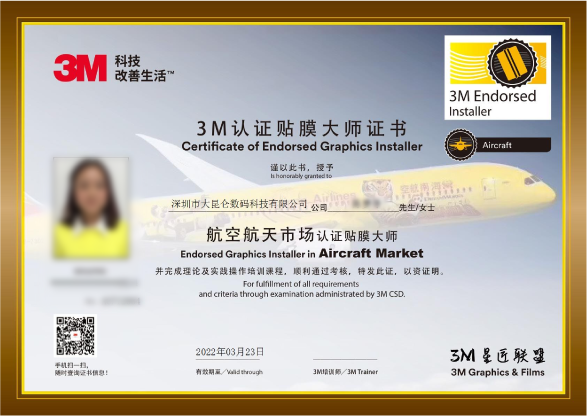 3M 科技
改善生活™
3M Endorsed
Installer
Aircraft
3M认证贴膜大师证书
Certificate of Endorsed Graphics Installer
谨以此书，授予
Is honorably granted to
深圳市大昆仑数码科技有限公司 公司 先生/女士
航空航天市场认证贴膜大师
Endorsed Graphics Installer in Aircraft Market
并完成理论及实践操作培训课程，顺利通过考核，特发此证，以资证明。
For fulfillment of all requirements
and criteria through examination administrated by 3M CSD.
手机扫一扫，
随时查询证书信息！
2022年03月23日
有效期至／Valid through
3M培训师／3M Trainer
3M 星匠联盟
3M Graphics & Films